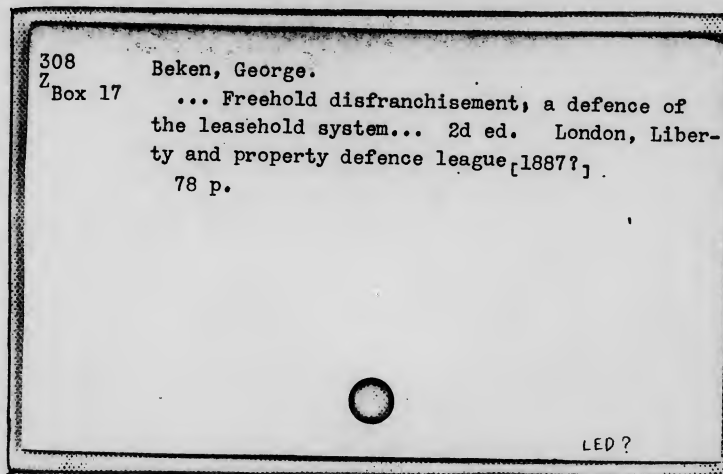 308 Beken, George.
Z Box 17 ... Freehold disfranchisement, a defence of
the leasehold system... 2d ed. London, Liber-
ty and property defence league [1887?]
78 p.
LED ?